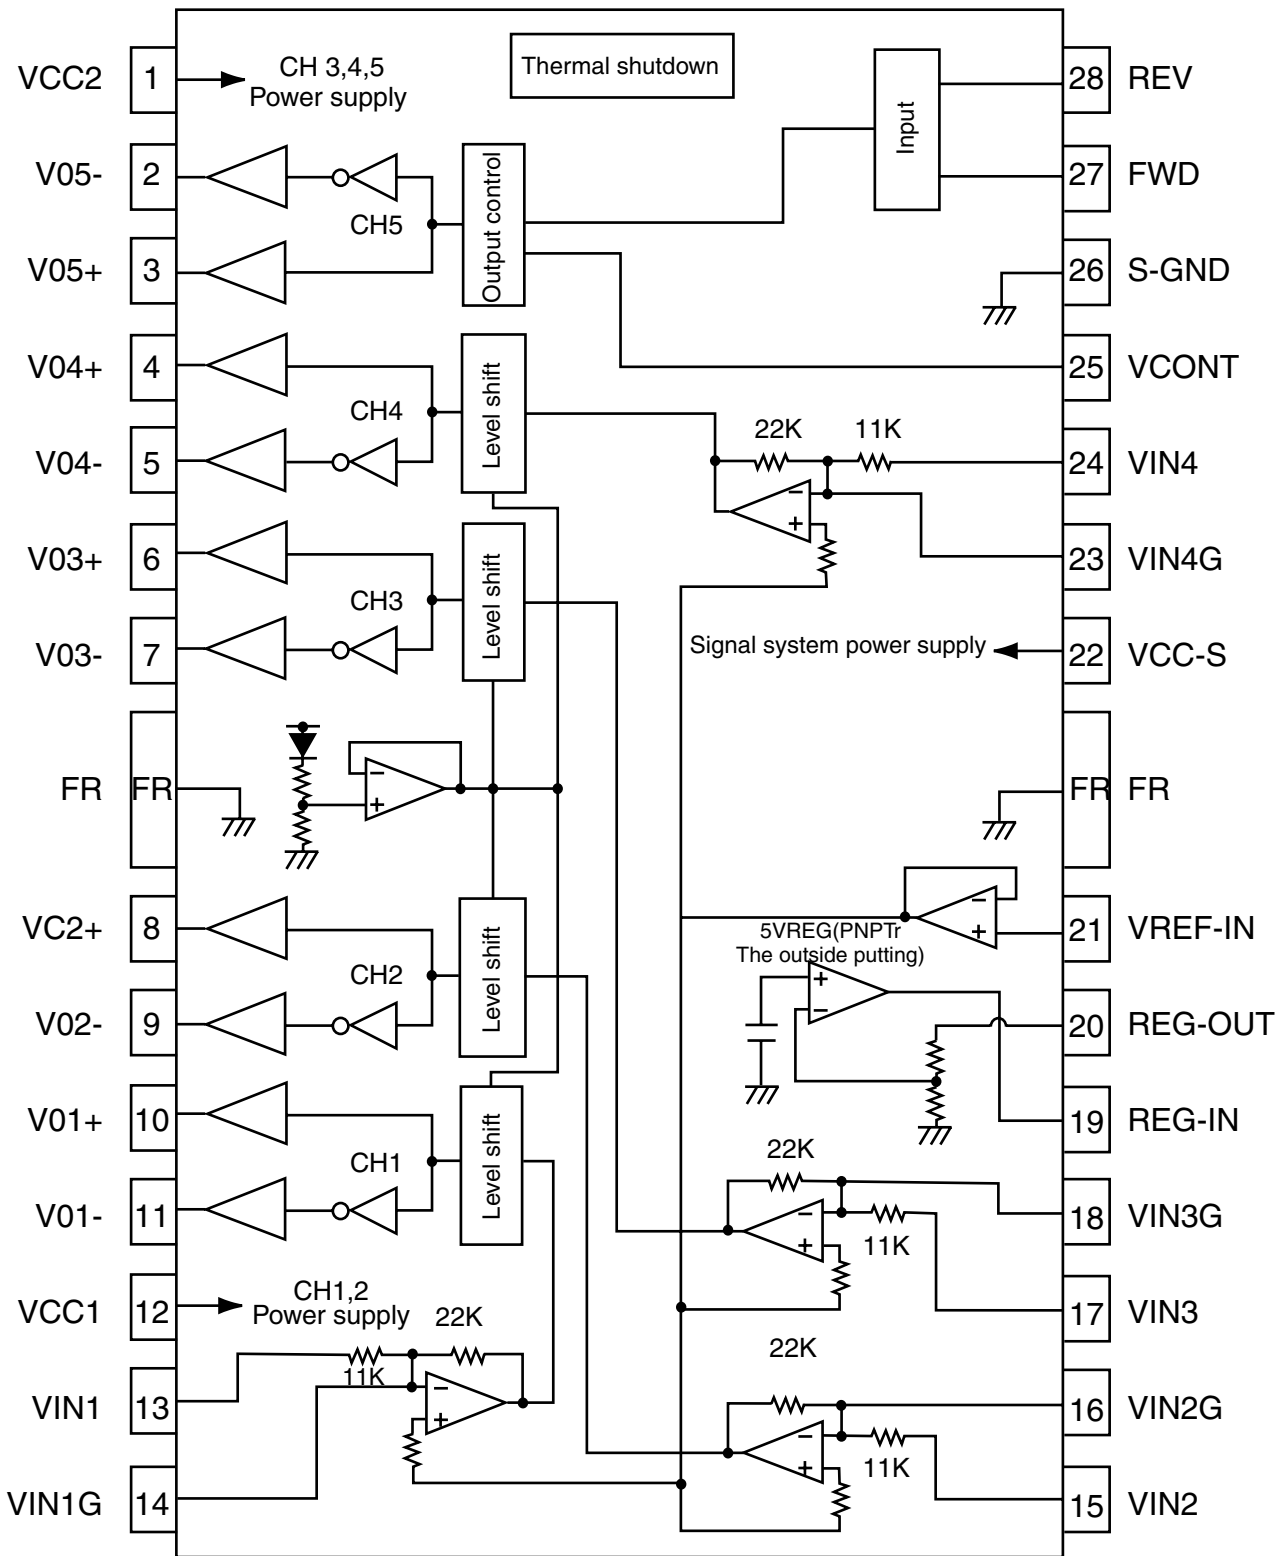 Thermal shutdown
VCC2 1 CH 3,4,5
Power supply
28 REV
Input
V05- 2
CH5
Output control
27 FWD
V05+ 3
26 S-GND
V04+ 4
CH4
Level shift
25 VCONT
22K 11K
V04- 5
24 VIN4
−
+
V03+ 6
CH3
Level shift
23 VIN4G
V03- 7
Signal system power supply
22 VCC-S
FR FR
−
+
FR FR
VC2+ 8
CH2
Level shift
−
+
21 VREF-IN
5VREG(PNPTr
The outside putting)
+
−
V02- 9
20 REG-OUT
V01+ 10
CH1
Level shift
19 REG-IN
22K
V01- 11
−
+
11K
18 VIN3G
VCC1 12 CH1,2
Power supply
22K
17 VIN3
22K
11K
VIN1 13
−
+
16 VIN2G
−
+
11K
VIN1G 14
15 VIN2